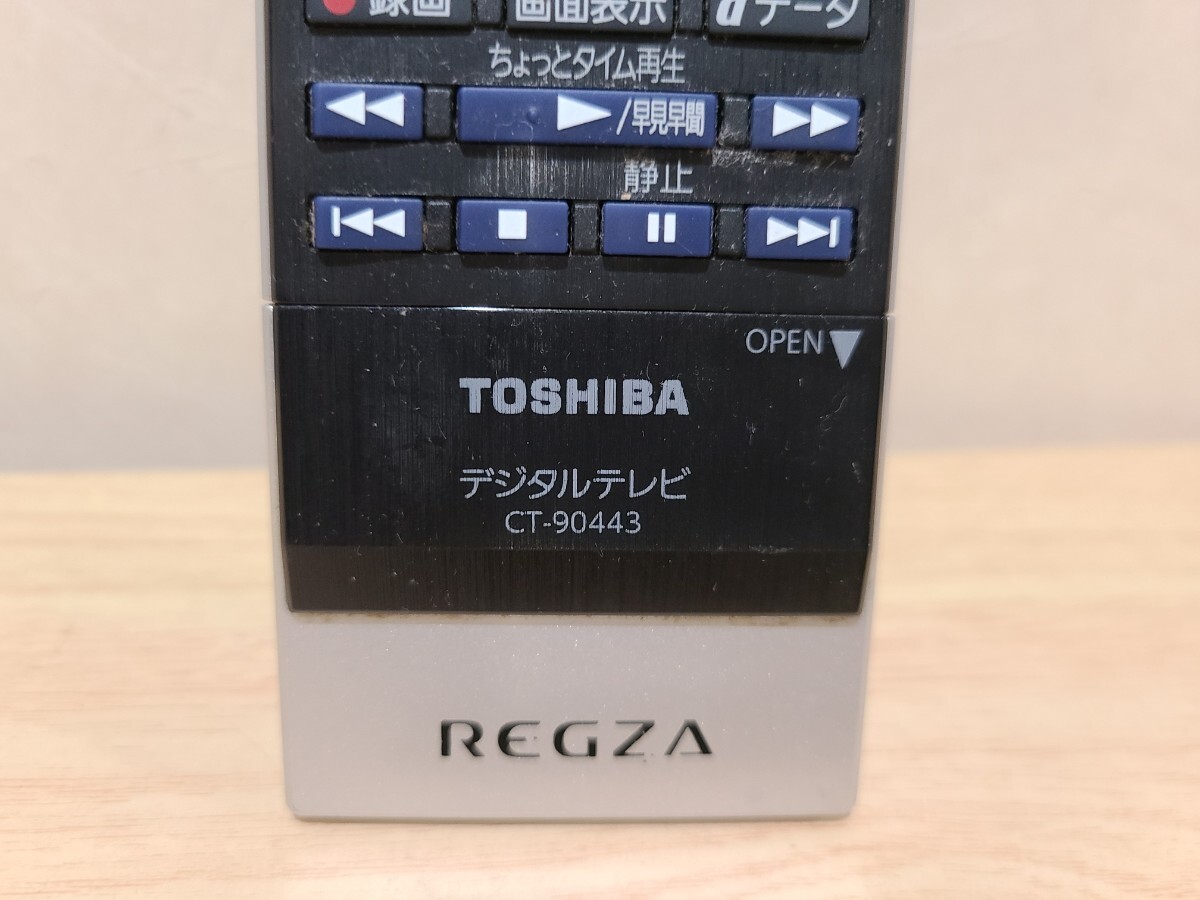 録画 画面表示 dデータ
ちょっとタイム再生
/早見早聞
静止
OPEN
TOSHIBA
デジタルテレビ
CT-90443
REGZA